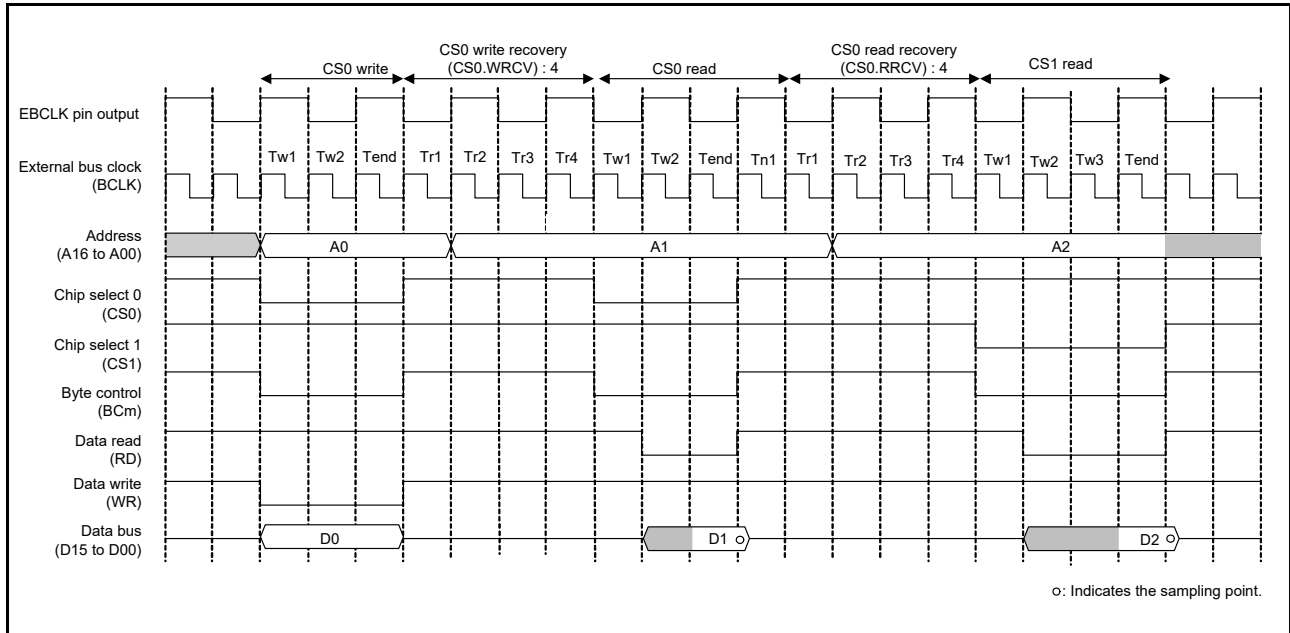 CS0 write
CS0 write recovery
(CS0.WRCV) : 4
CS0 read
CS0 read recovery
(CS0.RRCV) : 4
CS1 read
EBCLK pin output
External bus clock
(BCLK)
Tw1 Tw2 Tend Tr1 Tr2 Tr3 Tr4 Tw1 Tw2 Tend Tn1 Tr1 Tr2 Tr3 Tr4 Tw1 Tw2 Tw3 Tend
Address
(A16 to A00)
A0 A1 A2
Chip select 0
(CS0)
Chip select 1
(CS1)
Byte control
(BCm)
Data read
(RD)
Data write
(WR)
Data bus
(D15 to D00)
D0 D1 D2
o: Indicates the sampling point.